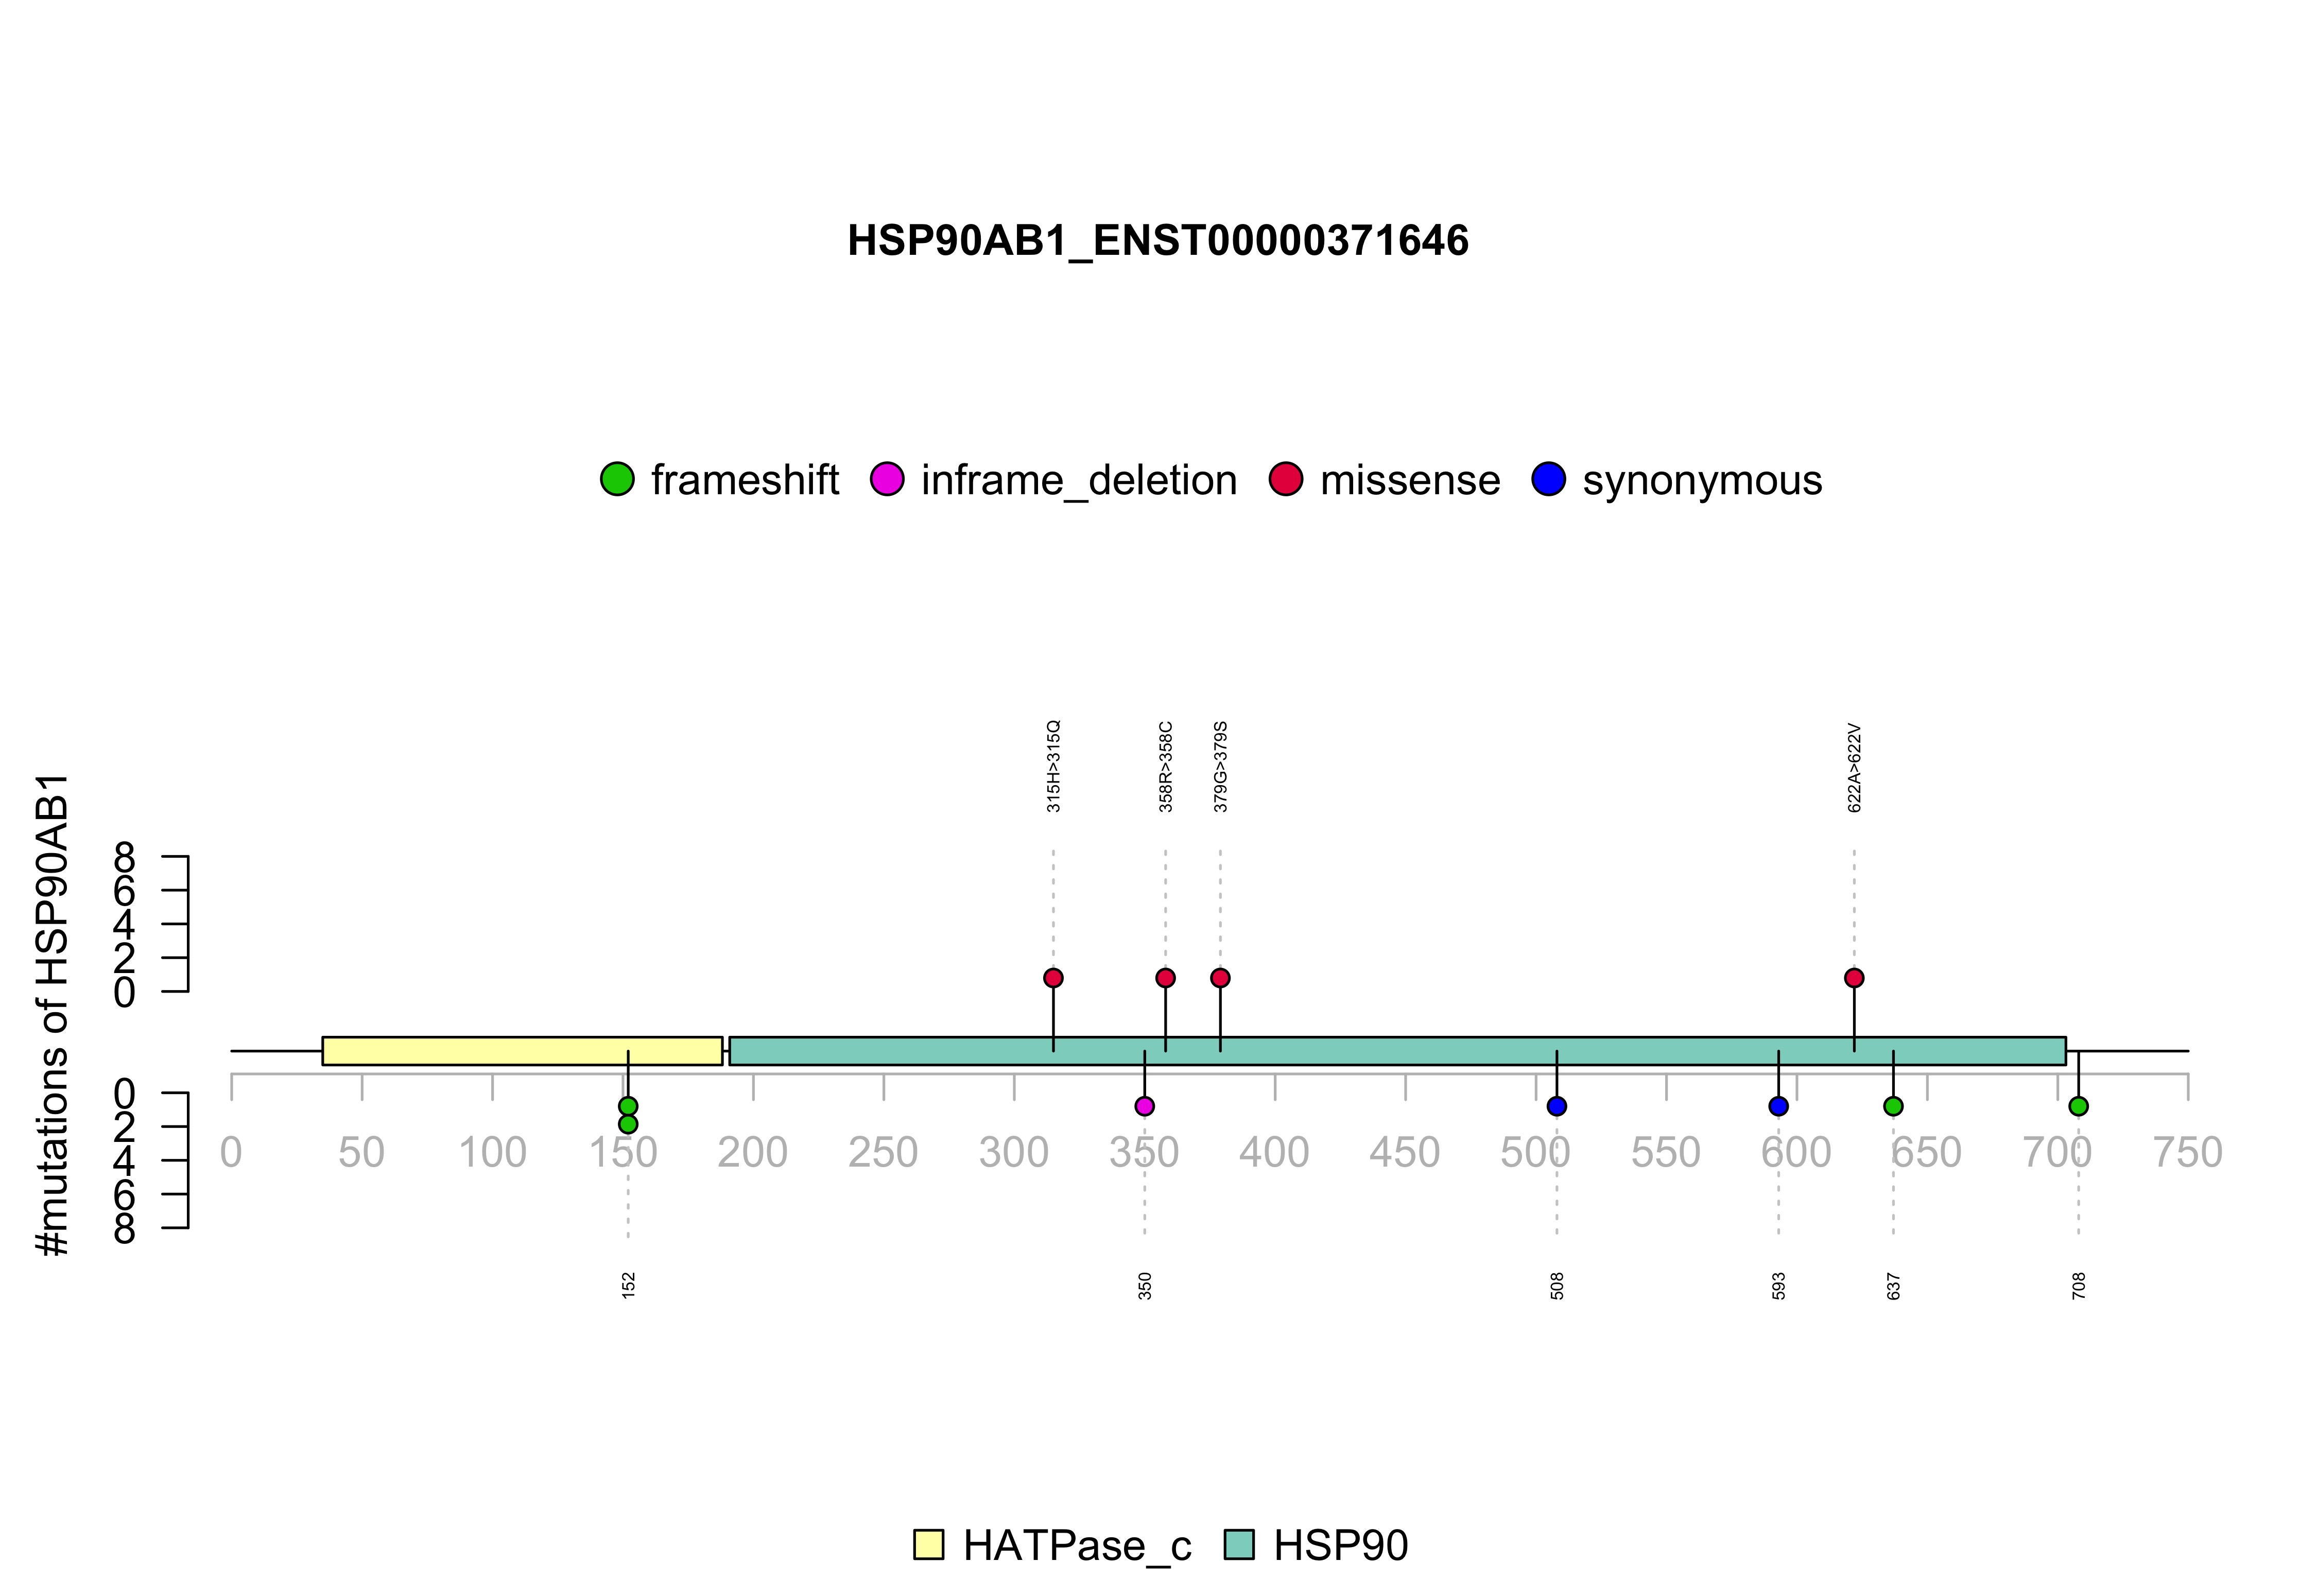 HSP90AB1_ENST00000371646
frameshift inframe_deletion missense synonymous
315H>315Q 358R>358C 379G>379S 622A>622V
#mutations of HSP90AB1
8
6
4
2
0
0
2
4
6
8
0 50 100 150 200 250 300 350 400 450 500 550 600 650 700 750
152 350 508 593 637 708
HATPase_c HSP90